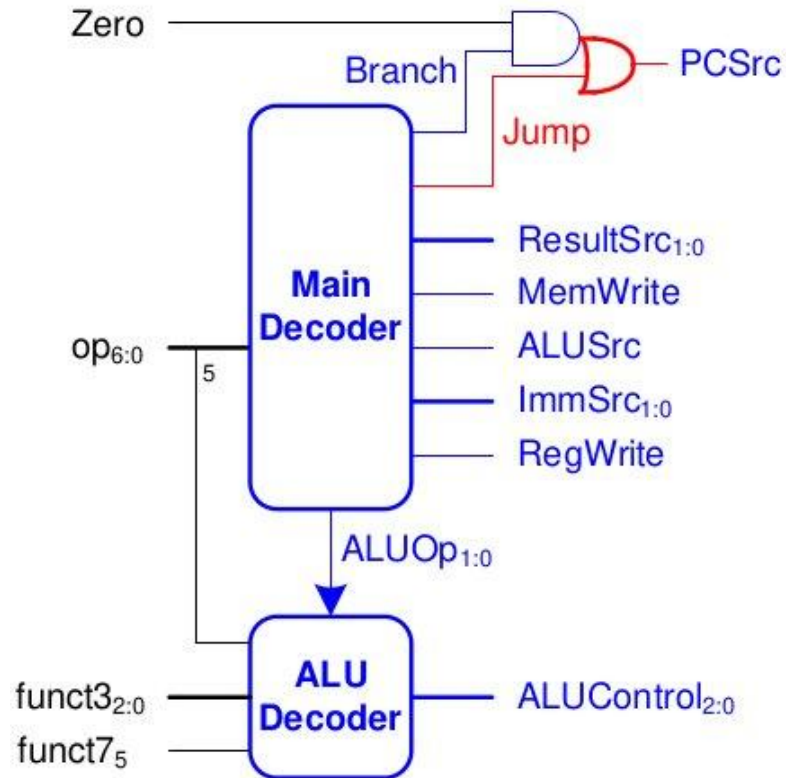 Zero
Branch
PCSrc
Jump
ResultSrc1:0
Main
Decoder
MemWrite
op6:0
5
ALUSrc
ImmSrc1:0
RegWrite
ALUOp1:0
ALU
Decoder
funct32:0
ALUControl2:0
funct75